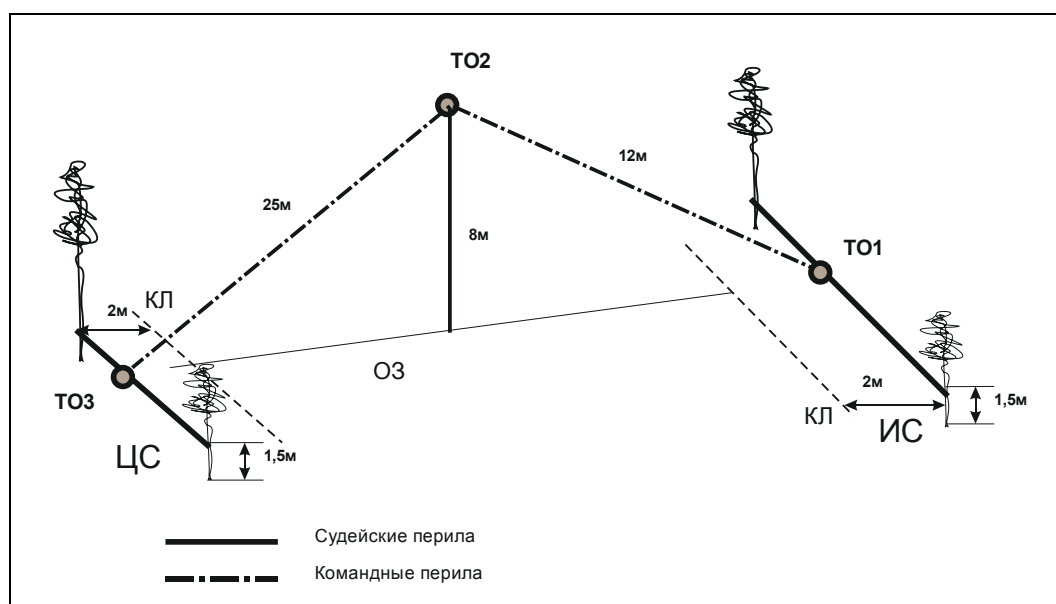 ТО2
12м
25м
ТО1
8м
КЛ
2м
ОЗ
ТО3
2м
КЛ
1,5м
ИС
ЦС
1,5м
Судейские перила
Командные перила